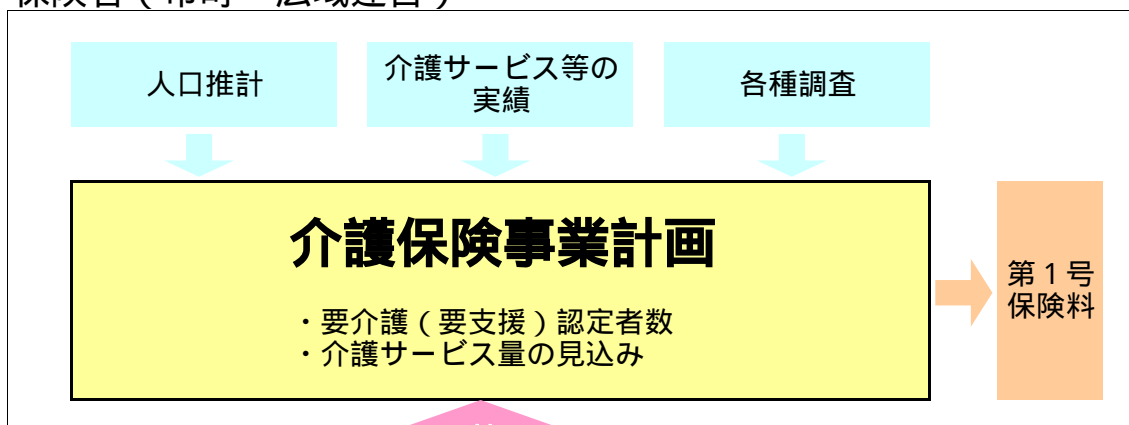 人口推計
介護サービス等の
実績
各種調査
介護保険事業計画
・要介護（要支援）認定者数
・介護サービス量の見込み
第１号
保険料